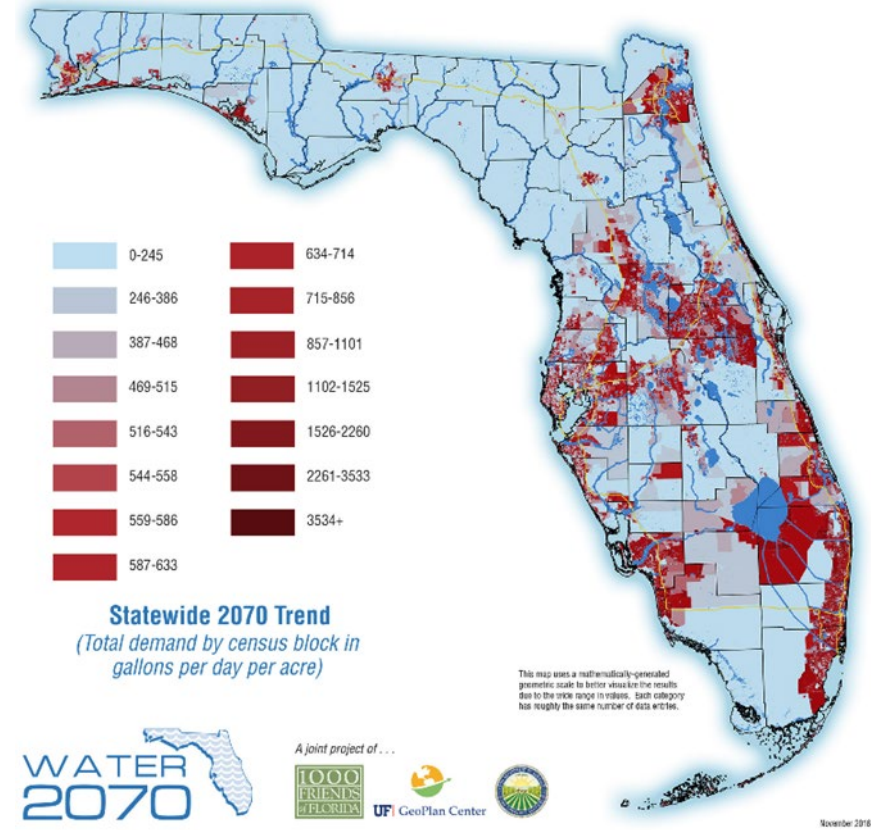 0-245
246-386
387-468
469-515
516-543
544-558
559-586
587-633
634-714
715-856
857-1101
1102-1525
1526-2260
2261-3533
3534+
Statewide 2070 Trend
(Total demand by census block in
gallons per day per acre)
This map uses a mathematically-generated
geometric scale to better visualize the results
due to the wide range in values. Each category
has roughly the same number of data entries.
WATER
2070
A joint project of . . .
1000
FRIENDS
of FLORIDA
UF GeoPlan Center
November 2016